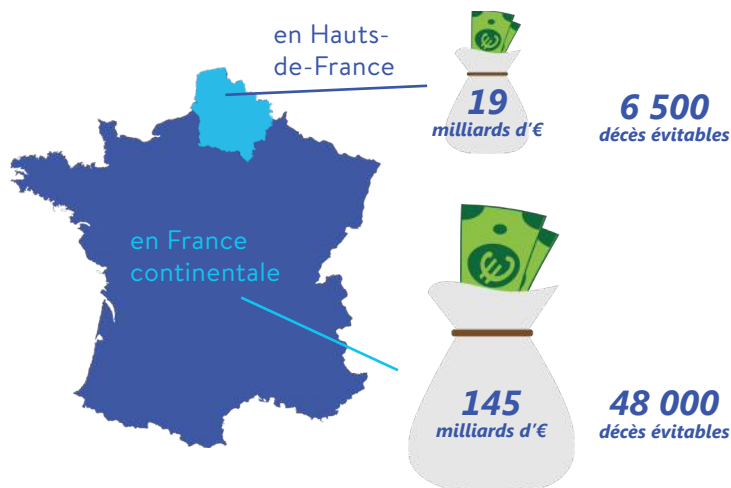 en Hauts-
de-France
19
milliards d'€
6 500
décès évitables
en France
continentale
145
milliards d'€
48 000
décès évitables